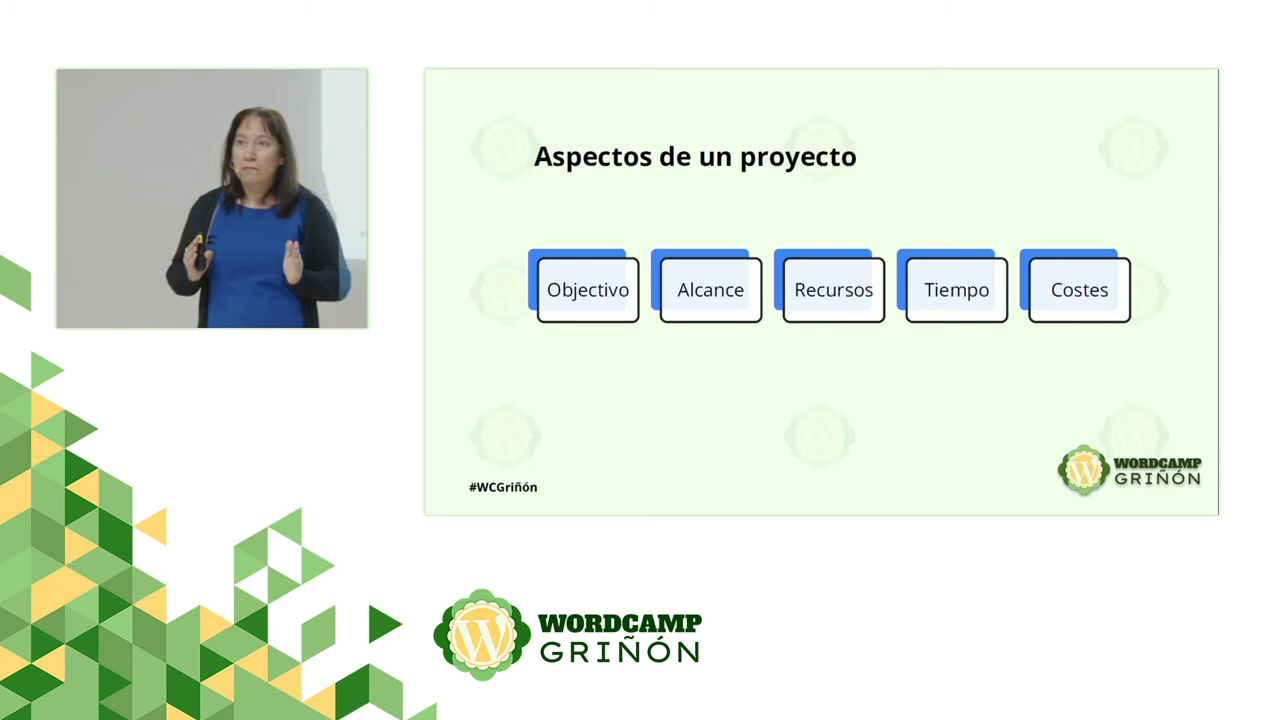 Aspectos de un proyecto
Objectivo
Alcance
Recursos
Tiempo
Costes
#WCGriñón
WORDCAMP
GRIÑÓN
WORDCAMP
GRIÑÓN